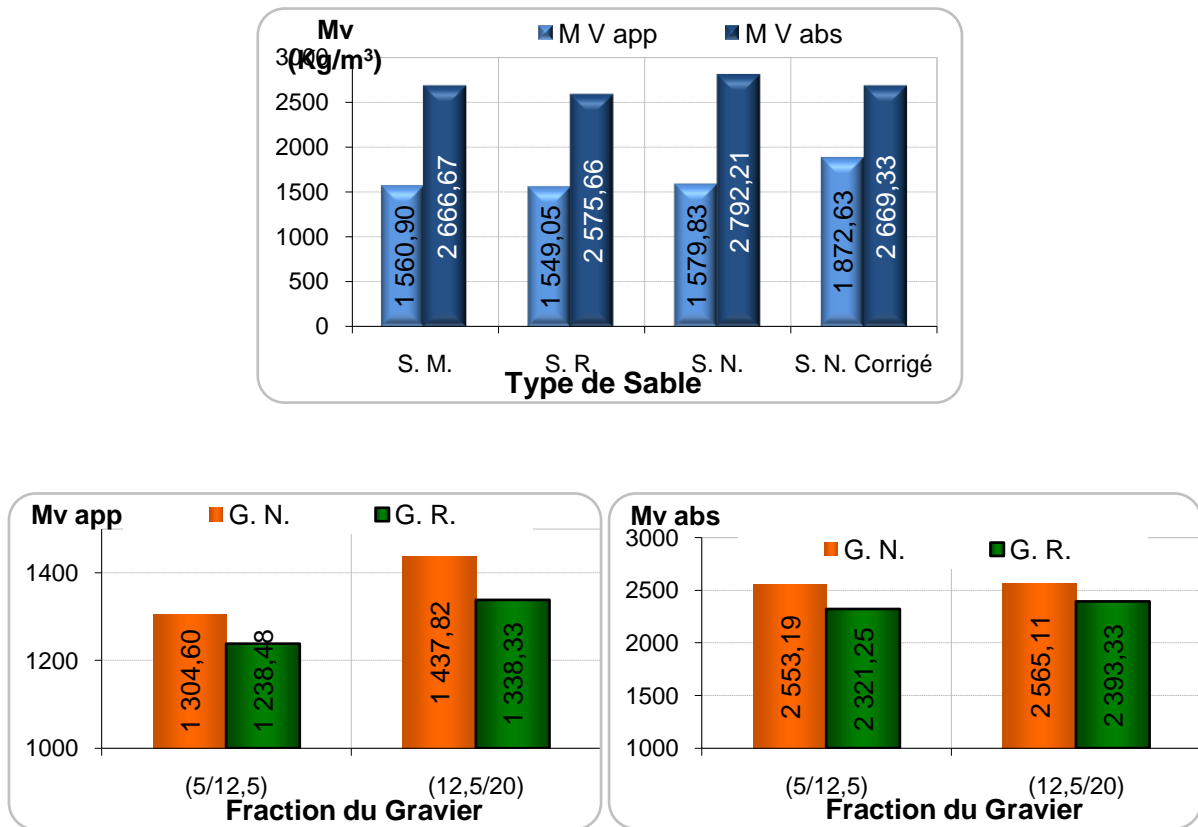 Mv
(Kg/m³)
M V app
M V abs
3000
2500
2000
1500
1000
500
0
1 560,90
2 666,67
1 549,05
2 575,66
1 579,83
2 792,21
1 872,63
2 669,33
S. M.
S. R.
S. N.
S. N. Corrigé
Type de Sable
Mv app
G. N.
G. R.
1400
1200
1000
1 304,60
1 238,48
1 437,82
1 338,33
(5/12,5)
(12,5/20)
Fraction du Gravier
Mv abs
G. N.
G. R.
3000
2500
2000
1500
1000
2 553,19
2 321,25
2 565,11
2 393,33
(5/12,5)
(12,5/20)
Fraction du Gravier